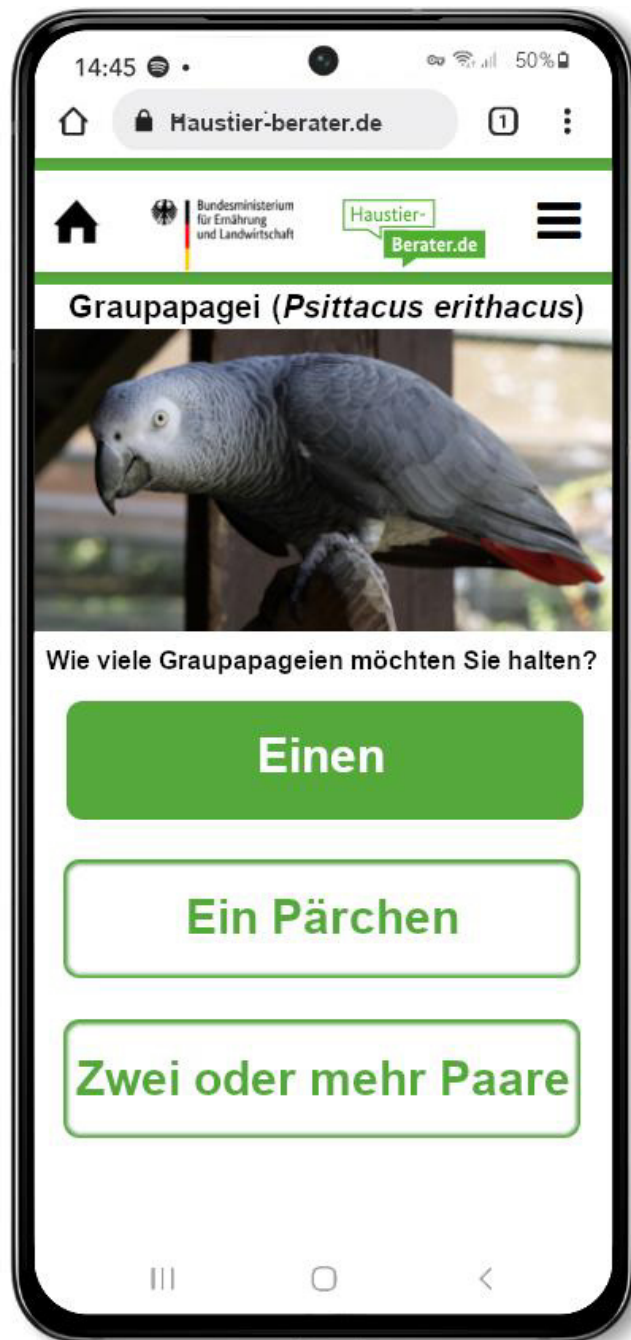 14:45
50%
Haustier-berater.de
1
Bundesministerium
für Ernährung
und Landwirtschaft
Haustier-
Berater.de
Graupapagei (Psittacus erithacus)
Wie viele Graupapageien möchten Sie halten?
Einen
Ein Pärchen
Zwei oder mehr Paare